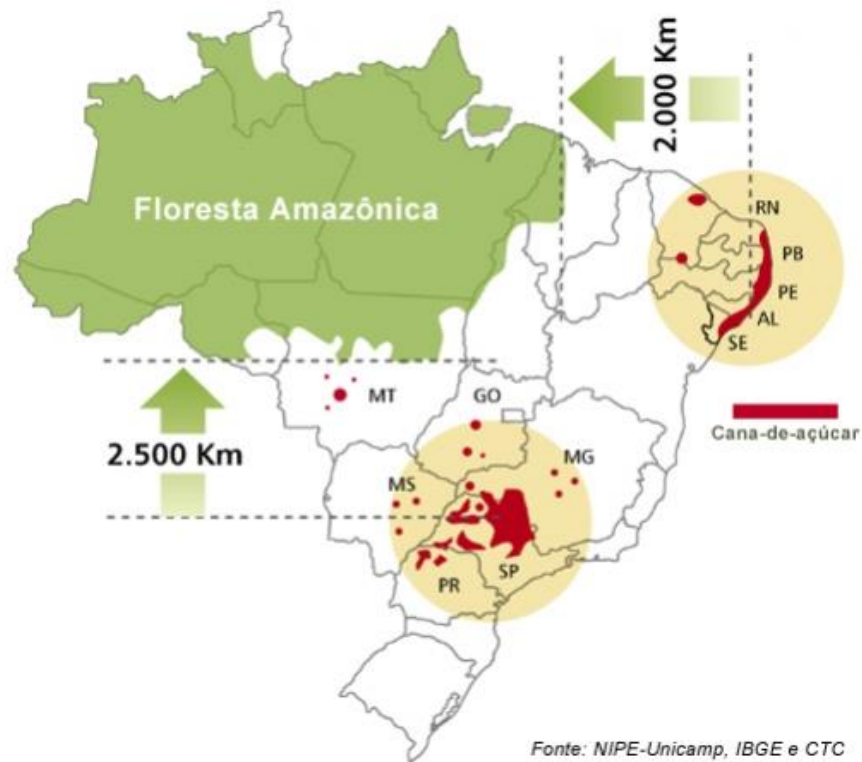 2.000 Km
Floresta Amazônica
RN
PB
PE
AL
SE
MT
GO
Cana-de-açúcar
2.500 Km
MG
MS
SP
PR
Fonte: NIPE-Unicamp, IBGE e CTC